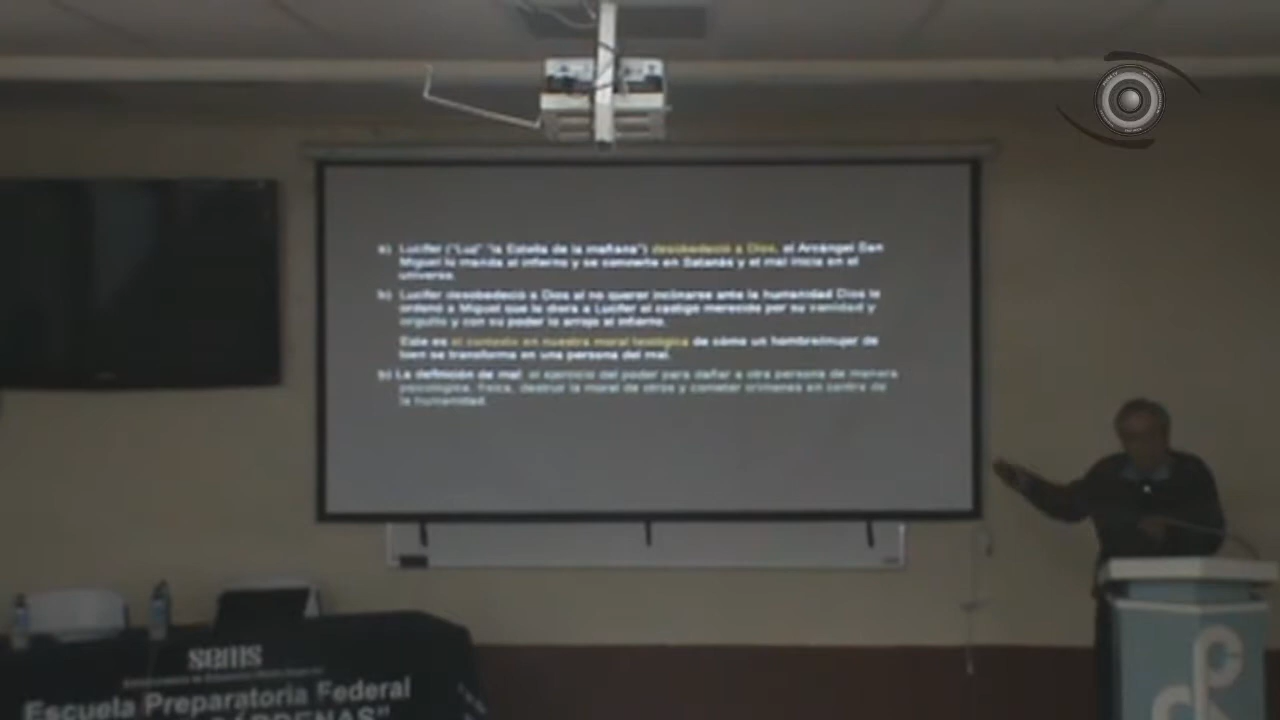 a) Lucifer ("Luz" "la Estella de la mañana") desobedeció a Dios, el Arcángel San
Miguel lo manda al infierno y se convierte en Satanás y el mal inicia en el
universo.
b) Lucifer desobedeció a Dios al no querer inclinarse ante la humanidad Dios le
ordenó a Miguel que le diera a Lucifer el castigo merecido por su vanidad y
orgullo y con su poder lo arrojo al infierno.
Este es el contexto en nuestra moral teológica de cómo un hombre/mujer de
bien se transforma en una persona del mal.
b) La definición de mal: el ejercicio del poder para dañar a otra persona de manera
psicológica, física, destruir la moral de otros y cometer crímenes en contra de
la humanidad.
sems
Escuela Preparatoria Federal
CÁRDENAS"